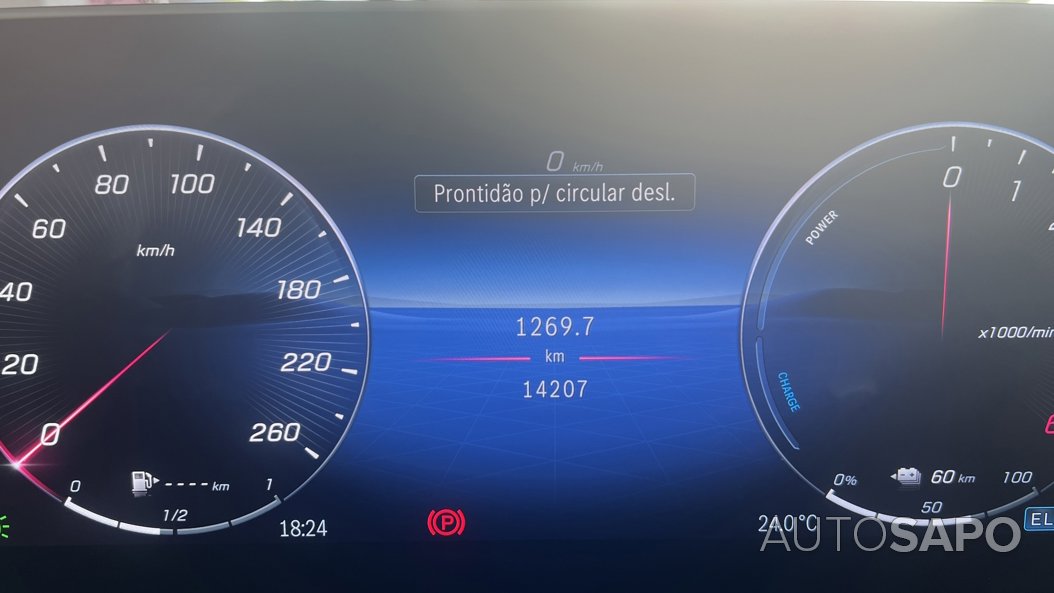 0 km/h
Prontidão p/ circular desl.
1269.7
km
14207
0
20
40
60
80
100
140
180
220
260
km/h
0
1/2
1
---- km
18:24
P
POWER
CHARGE
0
1
x1000/min
0%
50
100
60 km
24.0°C
EL
AUTOSAPO